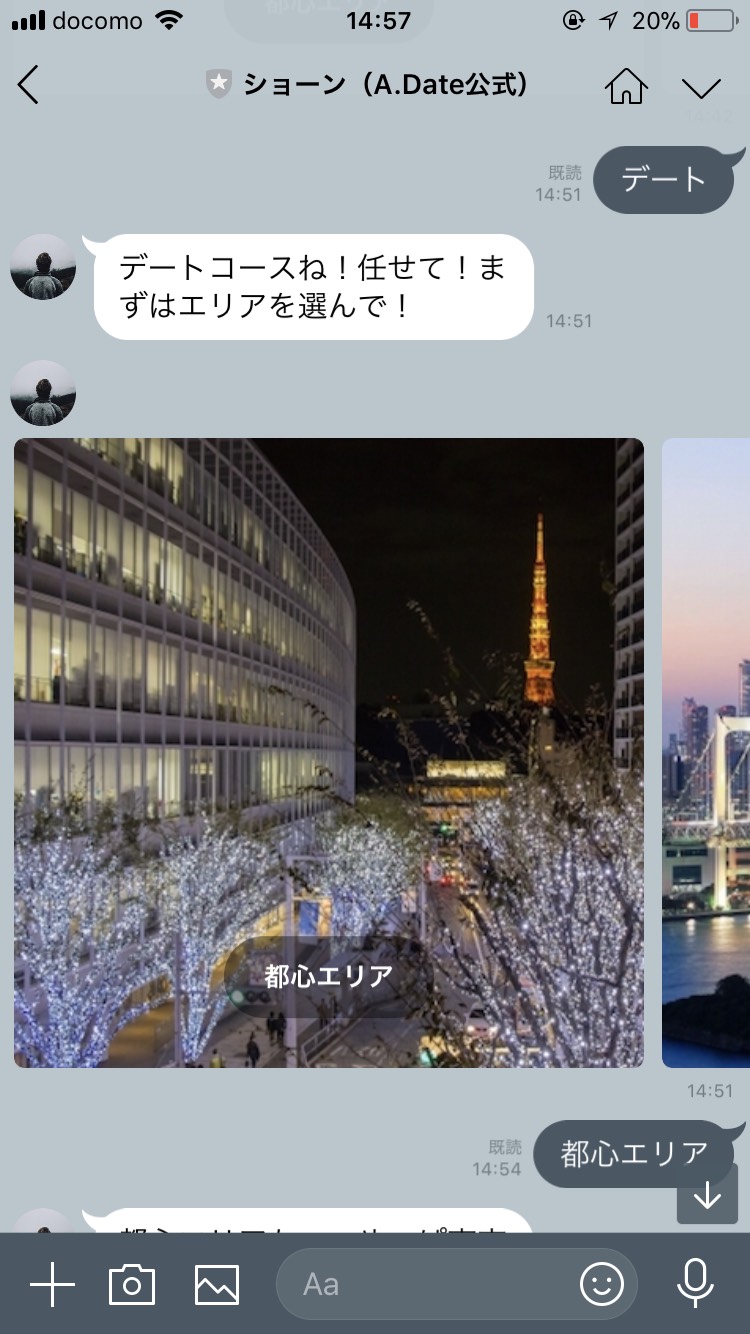 docomo
14:57
20%
ショーン（A.Date公式）
既読
14:51
デート
デートコースね！任せて！ま
ずはエリアを選んで！
14:51
都心エリア
14:51
既読
14:54
都心エリア
Aa